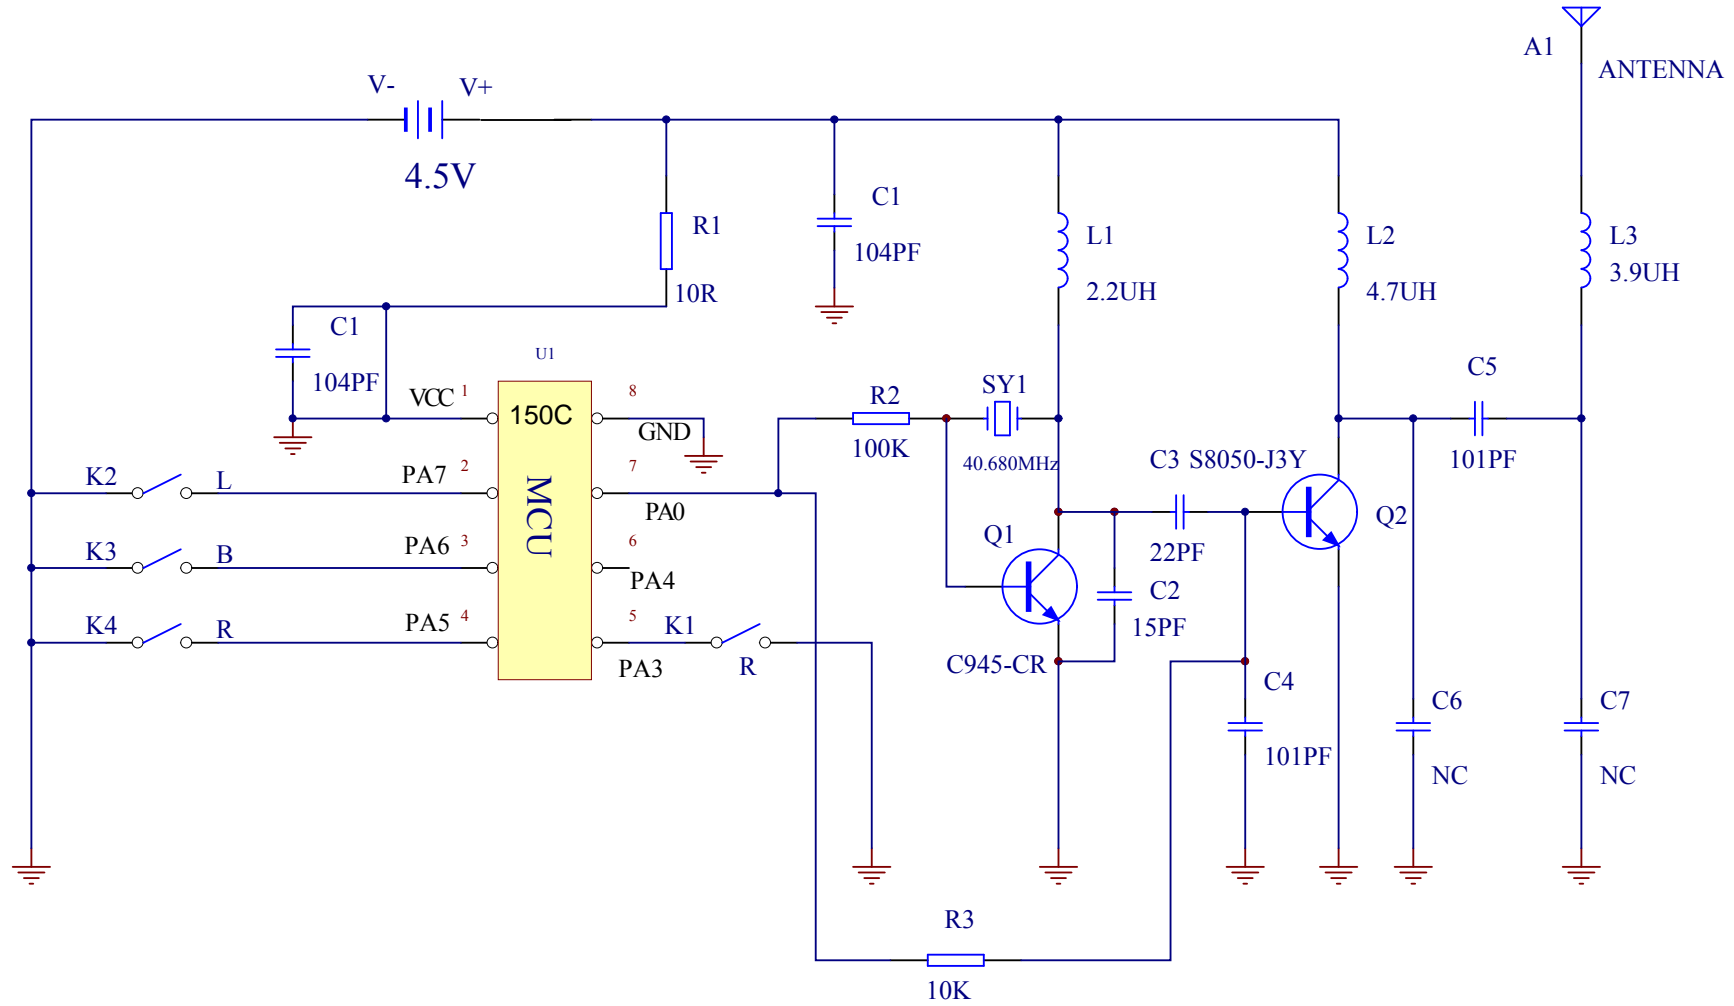 A1
ANTENNA
V-
V+
4.5V
C1
104PF
R1
10R
L1
2.2UH
L2
4.7UH
L3
3.9UH
C1
104PF
U1
VCC
1
150C
8
GND
R2
100K
SY1
40.680MHz
C5
101PF
K2
L
PA7
2
MCU
7
PA0
C3
S8050-J3Y
22PF
Q2
K3
B
PA6
3
6
PA4
Q1
C2
15PF
K4
R
PA5
4
5
PA3
K1
R
C945-CR
C4
101PF
C6
NC
C7
NC
R3
10K